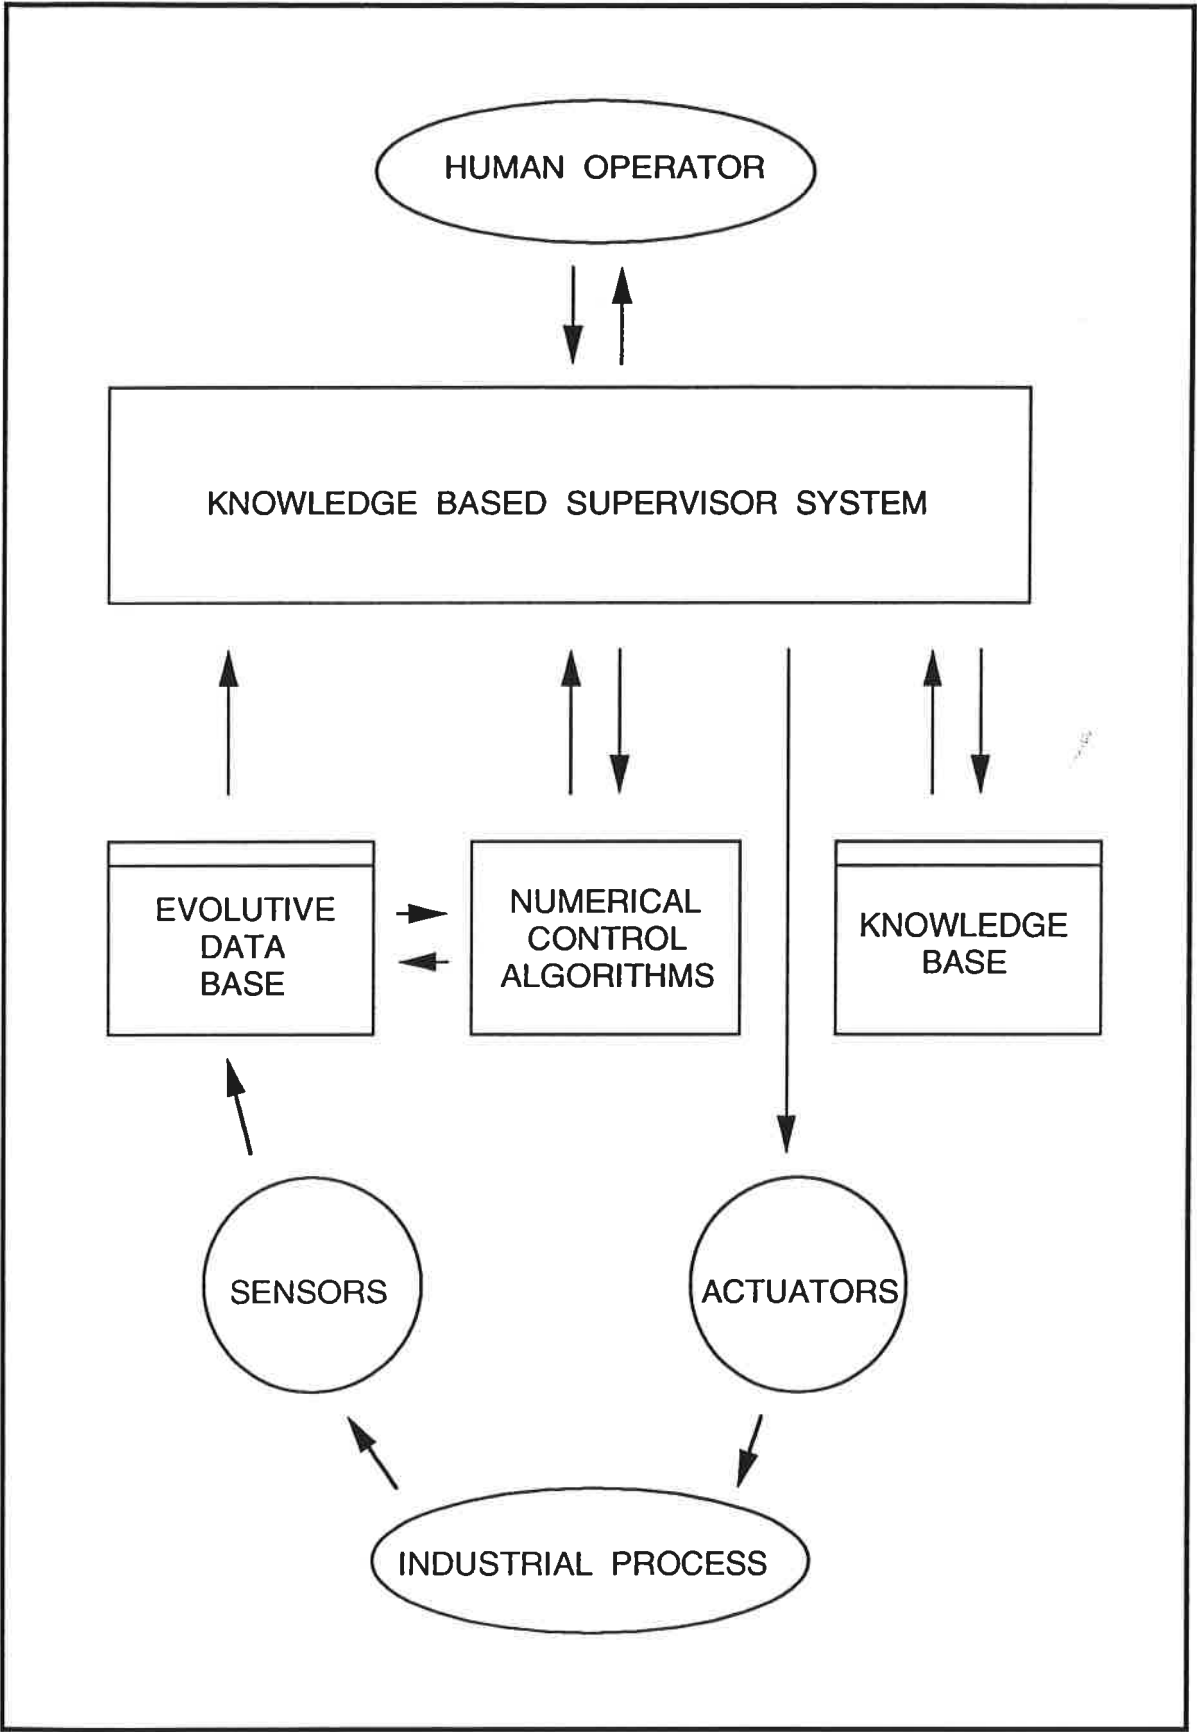 HUMAN OPERATOR
KNOWLEDGE BASED SUPERVISOR SYSTEM
EVOLUTIVE
DATA
BASE
NUMERICAL
CONTROL
ALGORITHMS
KNOWLEDGE
BASE
SENSORS
ACTUATORS
INDUSTRIAL PROCESS